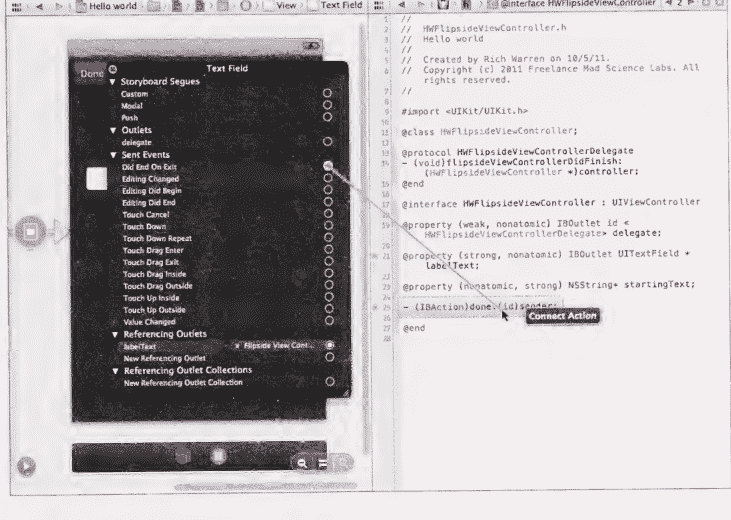 Hello world
View
Text Field
@interface HWFlipsideViewController
2
Done
Text Field
Storyboard Segues
Custom
Modal
Push
Outlets
delegate
Sent Events
Did End On Exit
Editing Changed
Editing Did Begin
Editing Did End
Touch Cancel
Touch Down
Touch Down Repeat
Touch Drag Enter
Touch Drag Exit
Touch Drag Inside
Touch Drag Outside
Touch Up Inside
Touch Up Outside
Value Changed
Referencing Outlets
labelText × Flipside View Cont...
New Referencing Outlet
Referencing Outlet Collections
New Referencing Outlet Collection
//
// HWFlipsideViewController.h
// Hello world
//
// Created by Rich Warren on 10/5/11.
// Copyright (c) 2011 Freelance Mad Science Labs. All
rights reserved.
//
#import <UIKit/UIKit.h>
@class HWFlipsideViewController;
@protocol HWFlipsideViewControllerDelegate
- (void)flipsideViewControllerDidFinish:
(HWFlipsideViewController *)controller;
@end
@interface HWFlipsideViewController : UIViewController
@property (weak, nonatomic) IBOutlet id <
HWFlipsideViewControllerDelegate> delegate;
@property (strong, nonatomic) IBOutlet UITextField *
labelText;
@property (nonatomic, strong) NSString* startingText;
- (IBAction)done:(id)sender;
Connect Action
@end